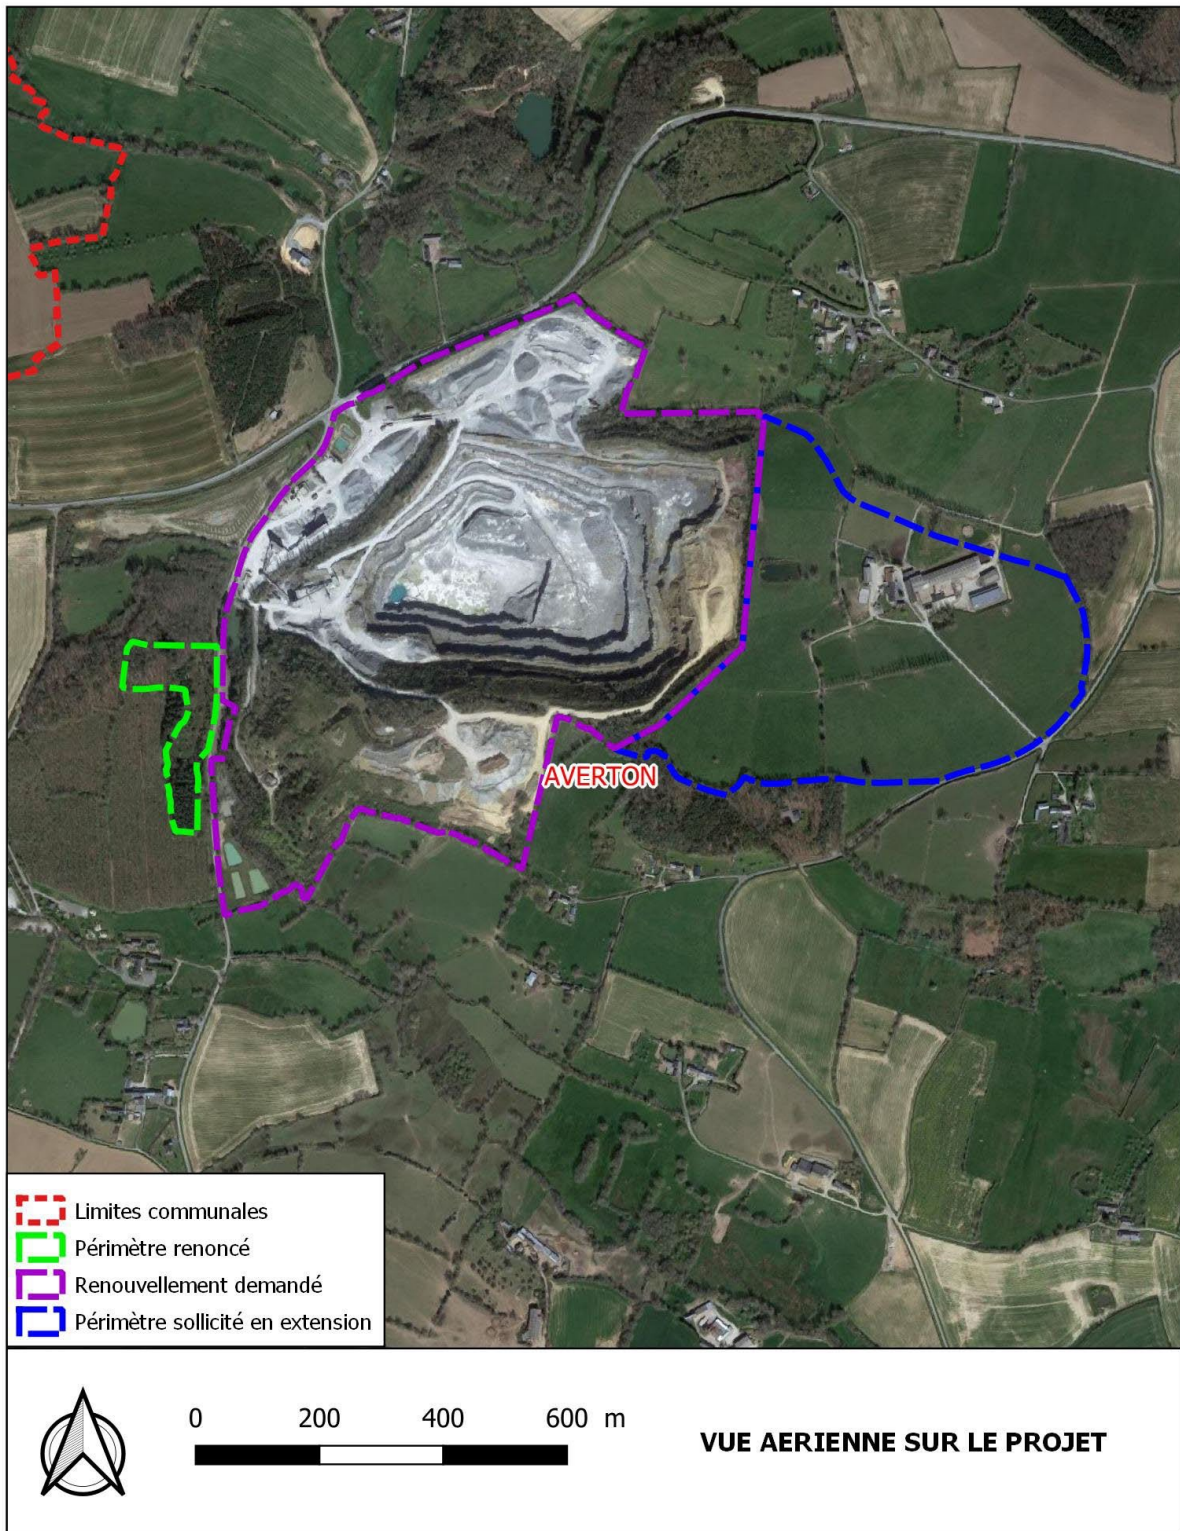 AVERTON
Limites communales
Périmètre renoncé
Renouvellement demandé
Périmètre sollicité en extension
0 200 400 600 m
VUE AERIENNE SUR LE PROJET